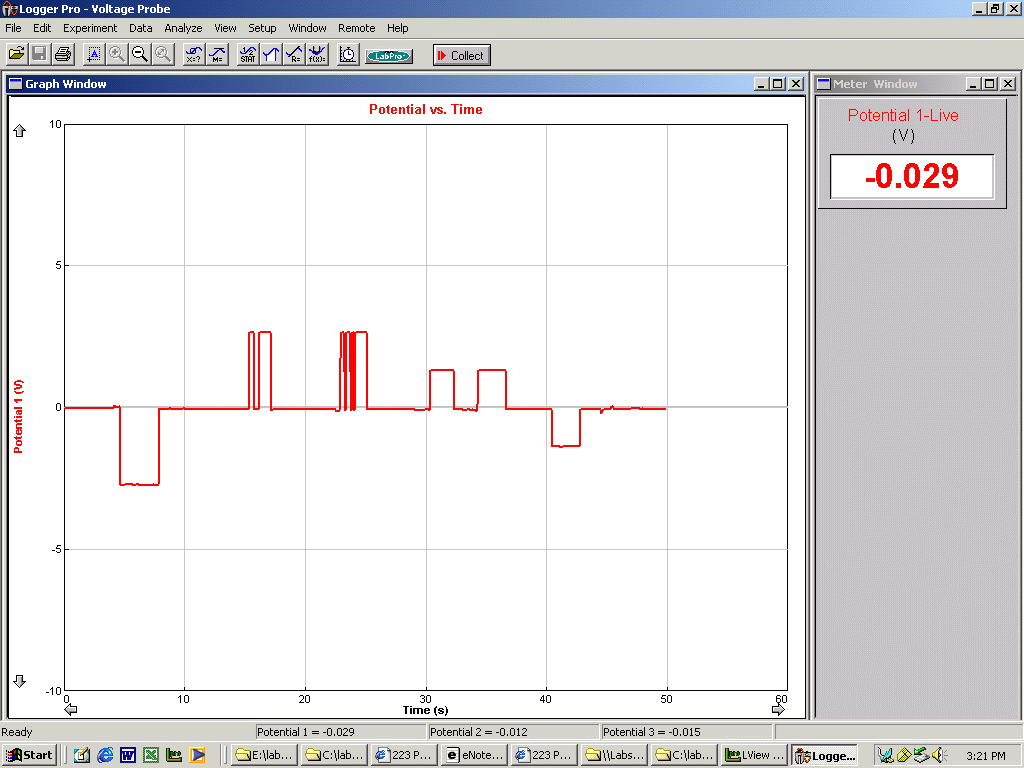 Logger Pro - Voltage Probe
File Edit Experiment Data Analyze View Setup Window Remote Help
A X=? M= STAT R= f(x)= LabPro Collect
Graph Window
Meter Window
Potential vs. Time
Potential 1-Live
(V)
-0.029
10
5
0
-5
-10
Potential 1 (V)
0 10 20 30 40 50 60
Time (s)
Ready Potential 1 = -0.029 Potential 2 = -0.012 Potential 3 = -0.015
Start E:\lab... C:\lab... 223 P... eNote... 223 P... \\Labs... C:\lab... LView ... Logge... 3:21 PM